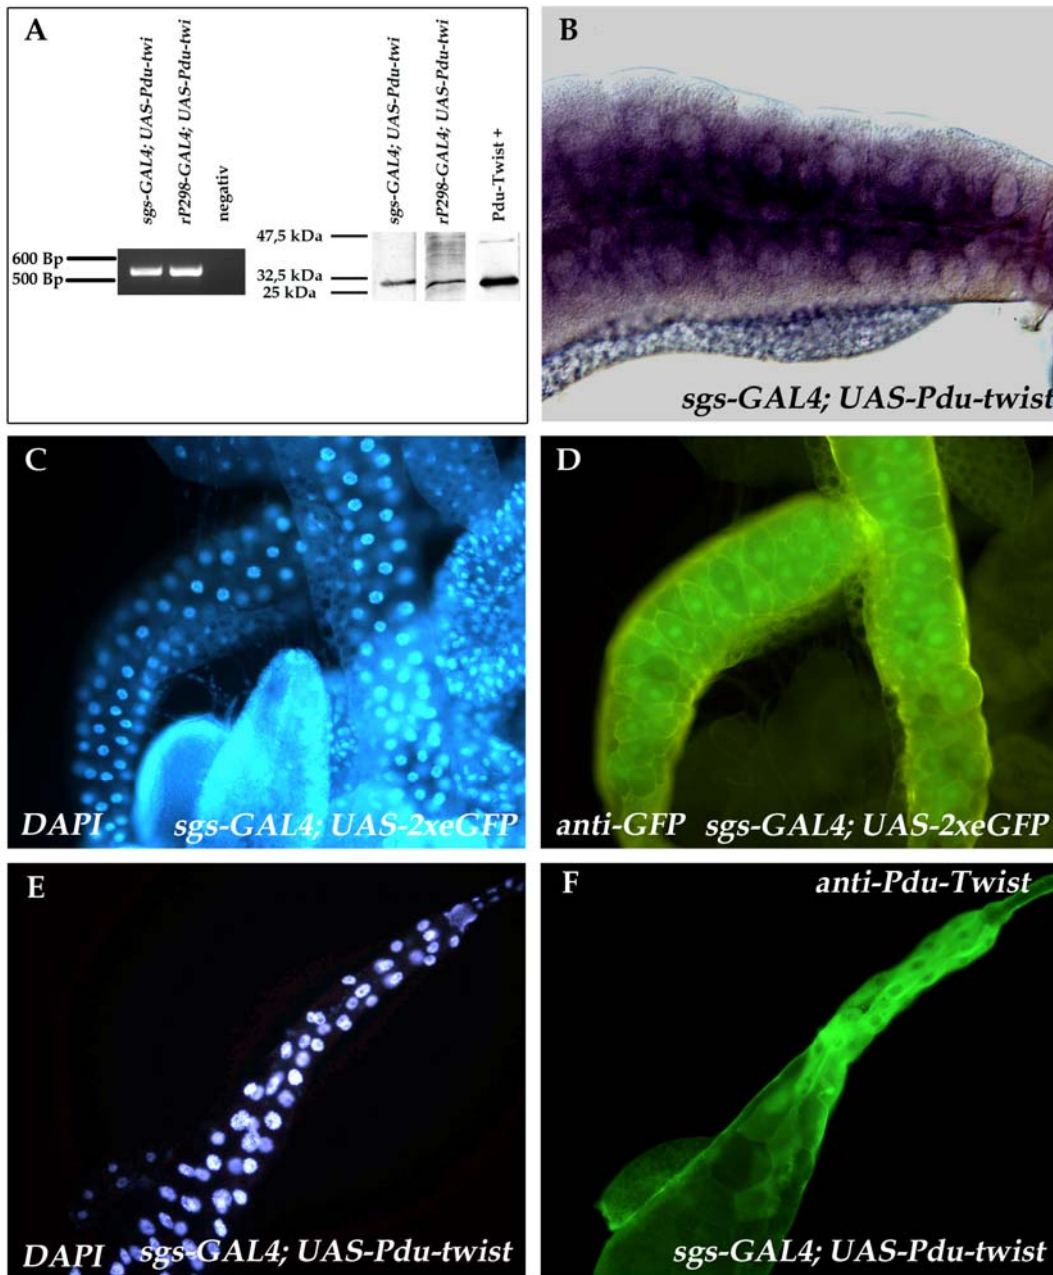 A
sgs-GAL4; UAS-Pdu-twi
rP298-GAL4; UAS-Pdu-twi
negativ
600 Bp
500 Bp
sgs-GAL4; UAS-Pdu-twi
rP298-GAL4; UAS-Pdu-twi
Pdu-Twist +
47,5 kDa
32,5 kDa
25 kDa
B
sgs-GAL4; UAS-Pdu-twist
C
DAPI sgs-GAL4; UAS-2xeGFP
D
anti-GFP sgs-GAL4; UAS-2xeGFP
E
DAPI sgs-GAL4; UAS-Pdu-twist
F
anti-Pdu-Twist
sgs-GAL4; UAS-Pdu-twist